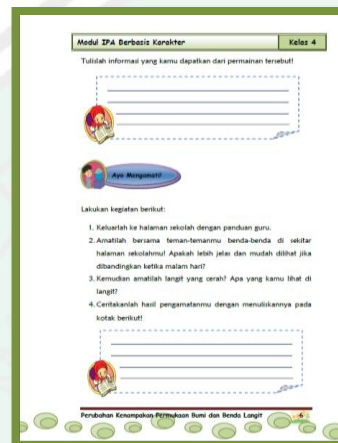 Modul IPA Berbasis Karakter
Kelas 4
Tulislah informasi yang kamu dapatkan dari permainan tersebut!
Ayo Mengamati!
Lakukan kegiatan berikut:
1. Keluarlah ke halaman sekolah dengan panduan guru.
2. Amatilah bersama teman-temanmu benda-benda di sekitar
halaman sekolahmu! Apakah lebih jelas dan mudah dilihat jika
dibandingkan ketika malam hari?
3. Kemudian amatilah langit yang cerah? Apa yang kamu lihat di
langit?
4. Ceritakanlah hasil pengamatanmu dengan menuliskannya pada
kotak berikut!
Perubahan Kenampakan Permukaan Bumi dan Benda Langit
6